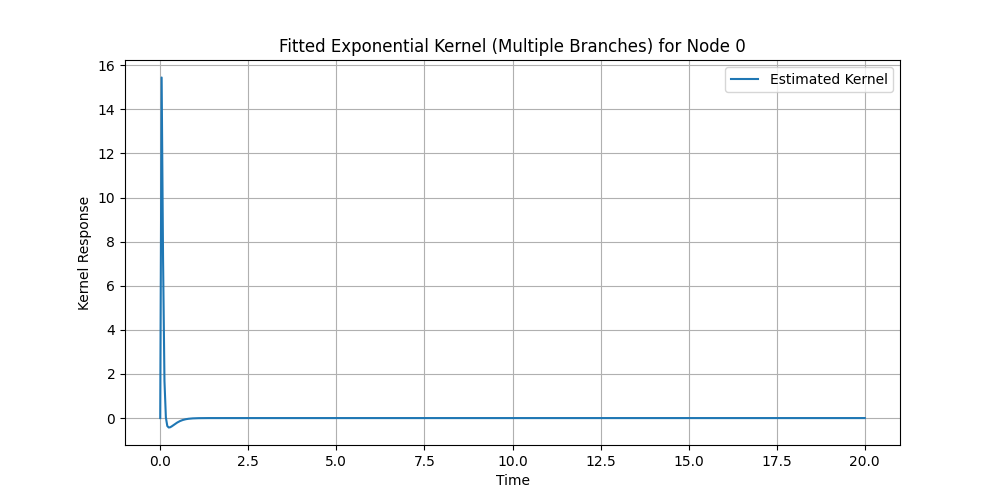 Fitted Exponential Kernel (Multiple Branches) for Node 0
Estimated Kernel
Kernel Response
16
14
12
10
8
6
4
2
0
0.0 2.5 5.0 7.5 10.0 12.5 15.0 17.5 20.0
Time